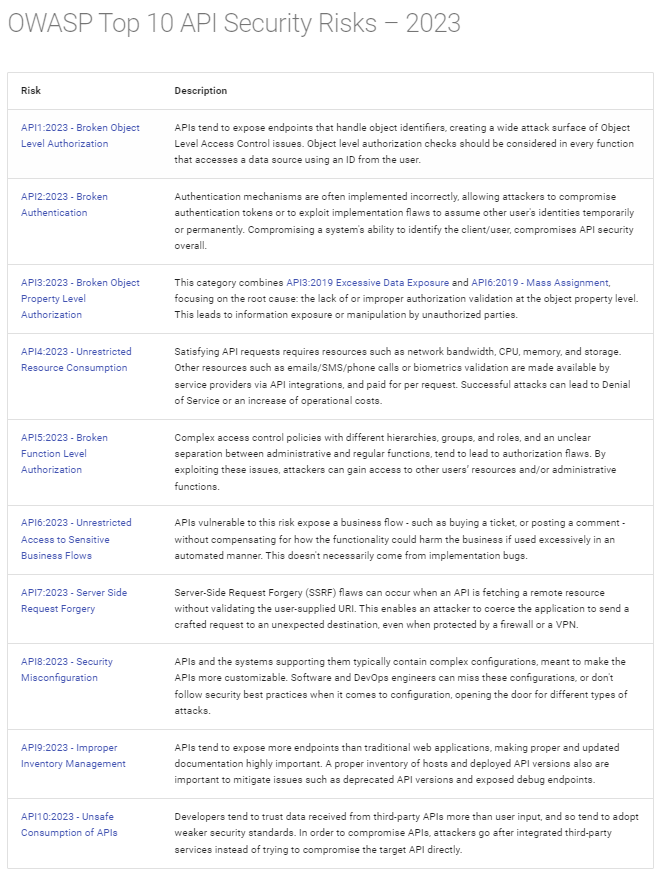 OWASP Top 10 API Security Risks – 2023
Risk
Description
API1:2023 - Broken Object
Level Authorization
APIs tend to expose endpoints that handle object identifiers, creating a wide attack surface of Object
Level Access Control issues. Object level authorization checks should be considered in every function
that accesses a data source using an ID from the user.
API2:2023 - Broken
Authentication
Authentication mechanisms are often implemented incorrectly, allowing attackers to compromise
authentication tokens or to exploit implementation flaws to assume other user's identities temporarily
or permanently. Compromising a system's ability to identify the client/user, compromises API security
overall.
API3:2023 - Broken Object
Property Level
Authorization
This category combines API3:2019 Excessive Data Exposure and API6:2019 - Mass Assignment,
focusing on the root cause: the lack of or improper authorization validation at the object property level.
This leads to information exposure or manipulation by unauthorized parties.
API4:2023 - Unrestricted
Resource Consumption
Satisfying API requests requires resources such as network bandwidth, CPU, memory, and storage.
Other resources such as emails/SMS/phone calls or biometrics validation are made available by
service providers via API integrations, and paid for per request. Successful attacks can lead to Denial
of Service or an increase of operational costs.
API5:2023 - Broken
Function Level
Authorization
Complex access control policies with different hierarchies, groups, and roles, and an unclear
separation between administrative and regular functions, tend to lead to authorization flaws. By
exploiting these issues, attackers can gain access to other users' resources and/or administrative
functions.
API6:2023 - Unrestricted
Access to Sensitive
Business Flows
APIs vulnerable to this risk expose a business flow - such as buying a ticket, or posting a comment -
without compensating for how the functionality could harm the business if used excessively in an
automated manner. This doesn't necessarily come from implementation bugs.
API7:2023 - Server Side
Request Forgery
Server-Side Request Forgery (SSRF) flaws can occur when an API is fetching a remote resource
without validating the user-supplied URI. This enables an attacker to coerce the application to send a
crafted request to an unexpected destination, even when protected by a firewall or a VPN.
API8:2023 - Security
Misconfiguration
APIs and the systems supporting them typically contain complex configurations, meant to make the
APIs more customizable. Software and DevOps engineers can miss these configurations, or don't
follow security best practices when it comes to configuration, opening the door for different types of
attacks.
API9:2023 - Improper
Inventory Management
APIs tend to expose more endpoints than traditional web applications, making proper and updated
documentation highly important. A proper inventory of hosts and deployed API versions also are
important to mitigate issues such as deprecated API versions and exposed debug endpoints.
API10:2023 - Unsafe
Consumption of APIs
Developers tend to trust data received from third-party APIs more than user input, and so tend to adopt
weaker security standards. In order to compromise APIs, attackers go after integrated third-party
services instead of trying to compromise the target API directly.